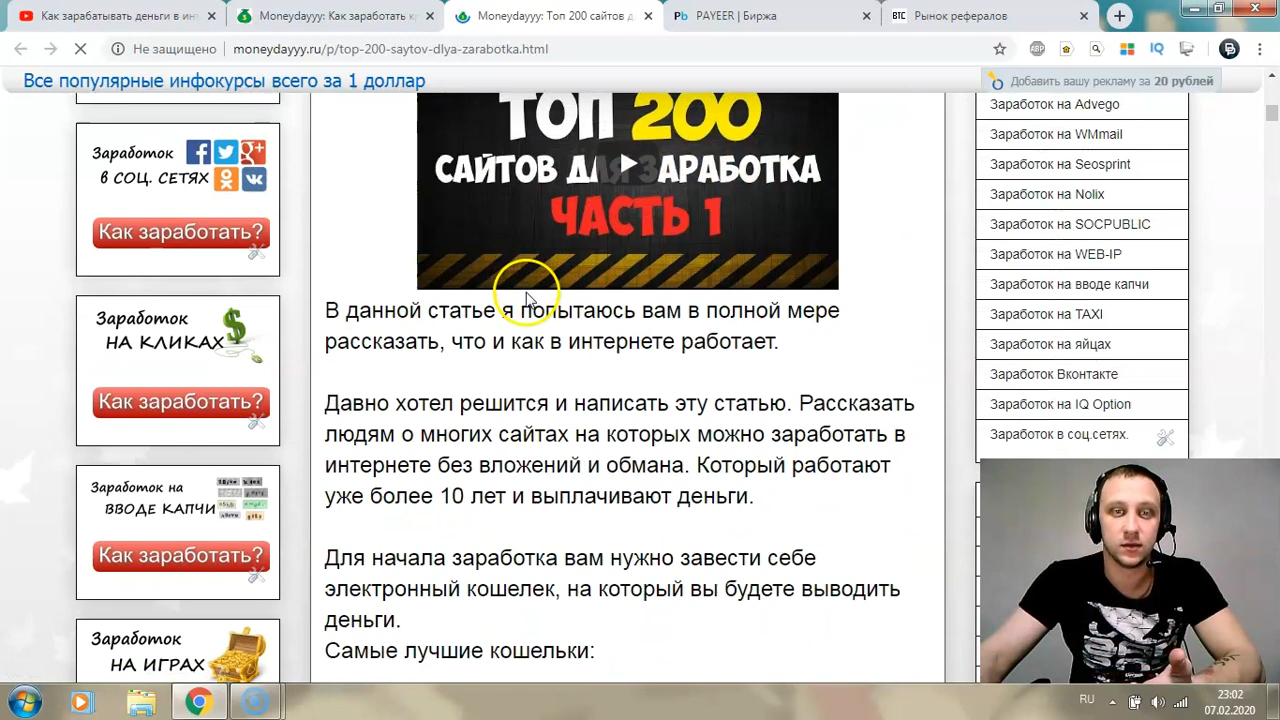 Как зарабатывать деньги в инт
Moneydayyy: Как заработать к
Moneydayyy: Топ 200 сайтов д
Pb PAYEER | Биржа
BTC Рынок рефералов
Не защищено
moneydayyy.ru/p/top-200-saytov-dlya-zarabotka.html
ABP
IQ
Все популярные инфокурсы всего за 1 доллар
Добавить вашу рекламу за 20 рублей
Заработок
В СОЦ. СЕТЯХ
Как заработать?
Заработок
НА КЛИКАХ
Как заработать?
Заработок на
ВВОДЕ КАПЧИ
Как заработать?
Заработок
НА ИГРАХ
ТОП 200
САЙТОВ ДЛЯ ЗАРАБОТКА
ЧАСТЬ 1
В данной статье я попытаюсь вам в полной мере
рассказать, что и как в интернете работает.
Давно хотел решится и написать эту статью. Рассказать
людям о многих сайтах на которых можно заработать в
интернете без вложений и обмана. Который работают
уже более 10 лет и выплачивают деньги.
Для начала заработка вам нужно завести себе
электронный кошелек, на который вы будете выводить
деньги.
Самые лучшие кошельки:
Заработок на Advego
Заработок на WMmail
Заработок на Seosprint
Заработок на Nolix
Заработок на SOCPUBLIC
Заработок на WEB-IP
Заработок на вводе капчи
Заработок на TAXI
Заработок на яйцах
Заработок Вконтакте
Заработок на IQ Option
Заработок в соц.сетях.
RU
23:02
07.02.2020